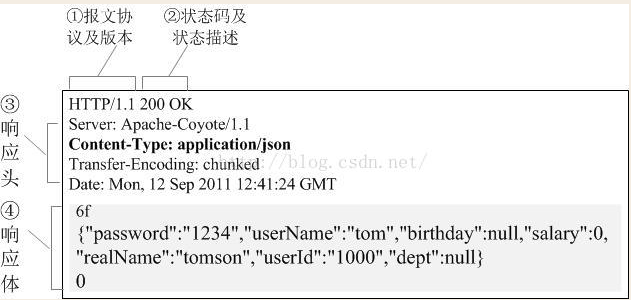 ①报文协
议及版本
②状态码及
状态描述
HTTP/1.1 200 OK
③
响
应
头
Server: Apache-Coyote/1.1
Content-Type: application/json
Transfer-Encoding: chunked
Date: Mon, 12 Sep 2011 12:41:24 GMT
http://blog.csdn.net/
④
响
应
体
6f
{"password":"1234","userName":"tom","birthday":null,"salary":0,
"realName":"tomson","userId":"1000","dept":null}
0